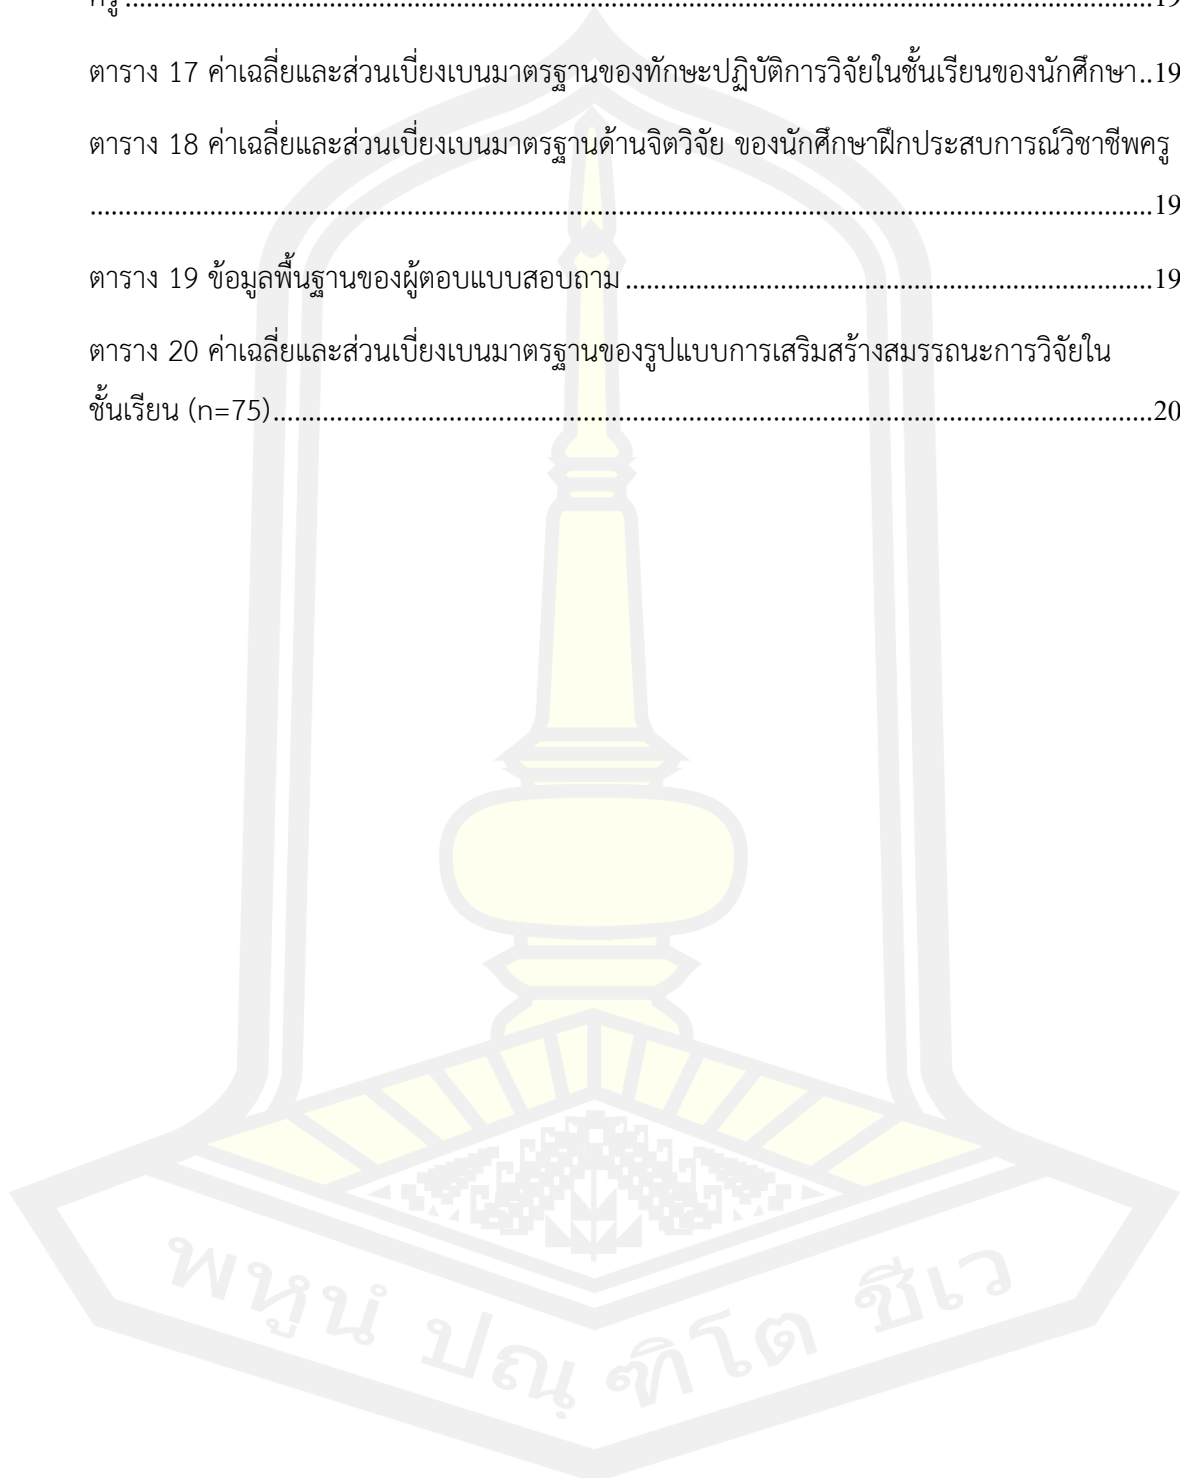 ครู ....................................................................................................................................................19
ตาราง 17 ค่าเฉลี่ยและส่วนเบี่ยงเบนมาตรฐานของทักษะปฏิบัติการวิจัยในชั้นเรียนของนักศึกษา..19
ตาราง 18 ค่าเฉลี่ยและส่วนเบี่ยงเบนมาตรฐานด้านจิตวิจัย ของนักศึกษาฝึกประสบการณ์วิชาชีพครู
.........................................................................................................................................................19
ตาราง 19 ข้อมูลพื้นฐานของผู้ตอบแบบสอบถาม ............................................................................19
ตาราง 20 ค่าเฉลี่ยและส่วนเบี่ยงเบนมาตรฐานของรูปแบบการเสริมสร้างสมรรถนะการวิจัยใน
ชั้นเรียน (n=75)..............................................................................................................................20
พหูนํ ปณฺฑิโต ชีเว